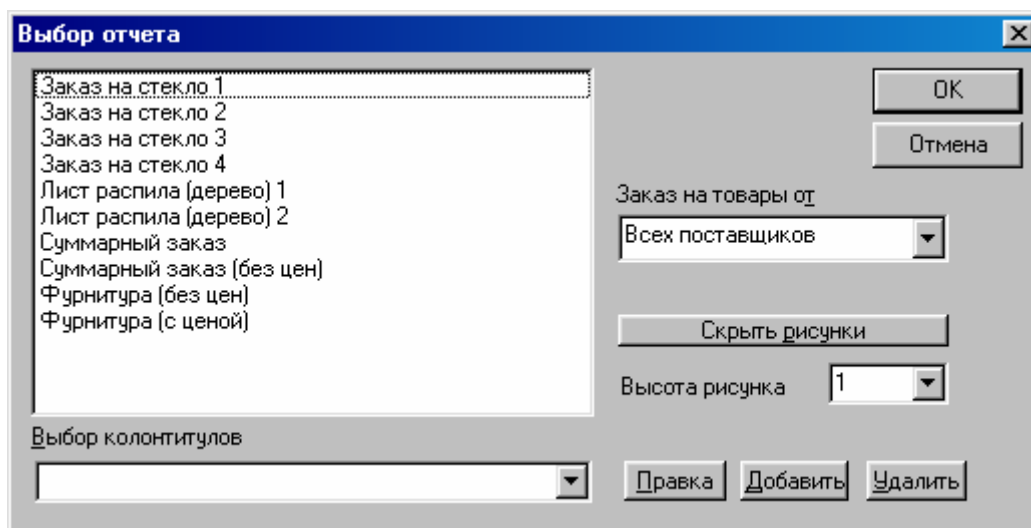 Выбор отчета
Заказ на стекло 1
Заказ на стекло 2
Заказ на стекло 3
Заказ на стекло 4
Лист распила (дерево) 1
Лист распила (дерево) 2
Суммарный заказ
Суммарный заказ (без цен)
Фурнитура (без цен)
Фурнитура (с ценой)
OK
Отмена
Заказ на товары от
Всех поставщиков
Скрыть рисунки
Высота рисунка 1
Выбор колонтитулов
Правка Добавить Удалить